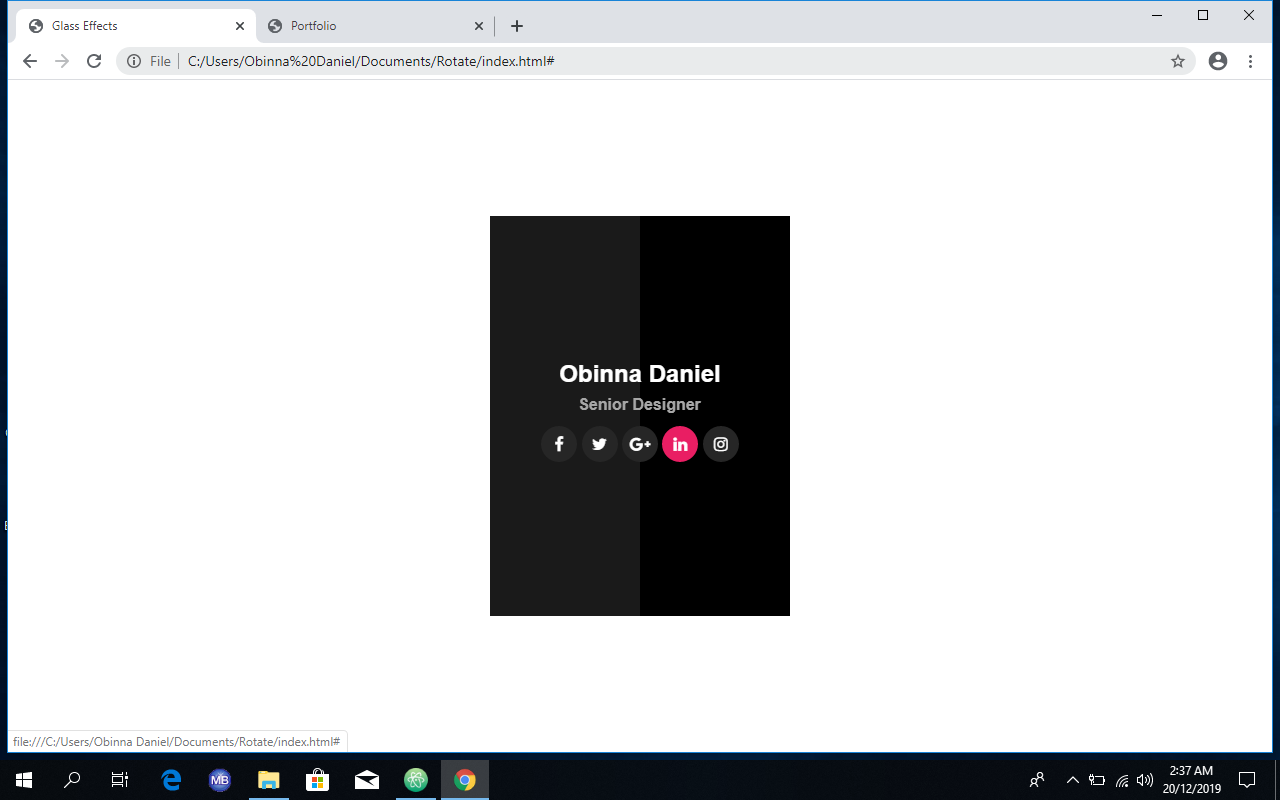 Glass Effects
Portfolio
File
C:/Users/Obinna%20Daniel/Documents/Rotate/index.html#
Obinna Daniel
Senior Designer
f
G+
in
file:///C:/Users/Obinna Daniel/Documents/Rotate/index.html#
MB
2:37 AM
20/12/2019